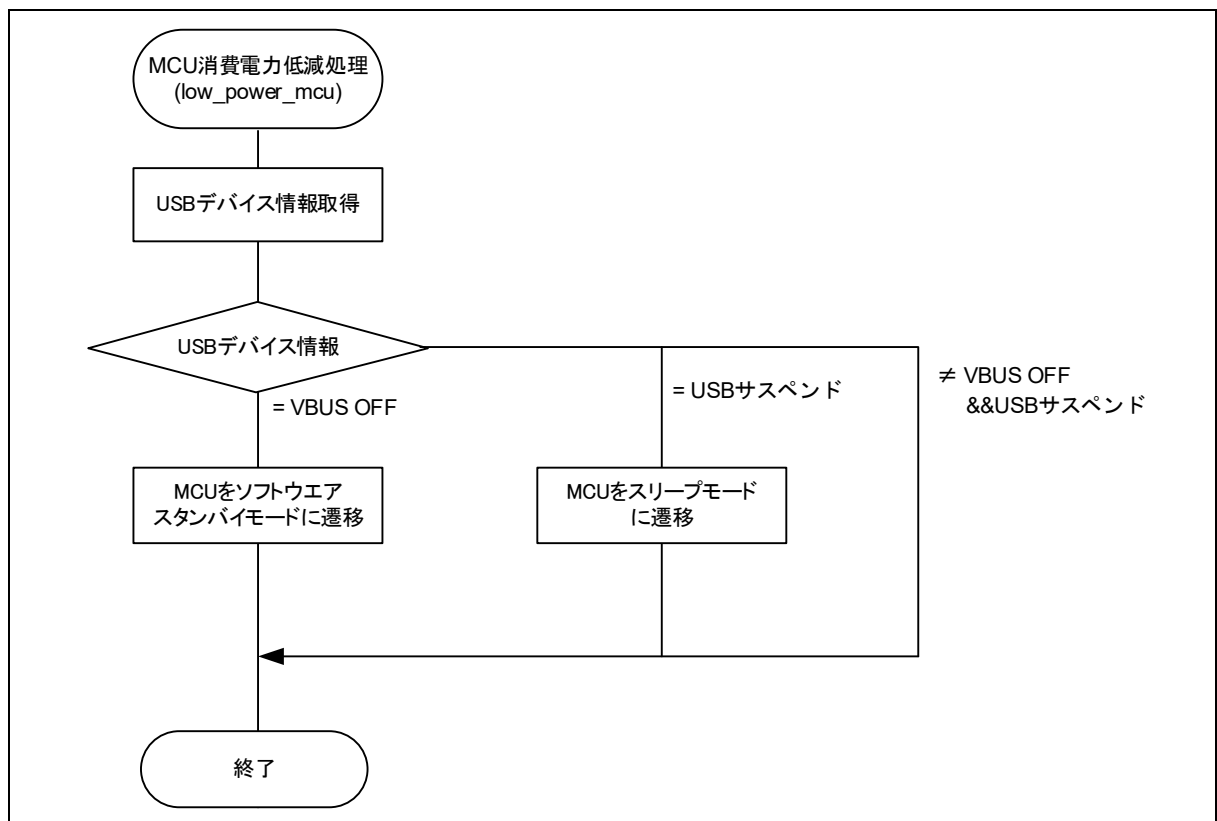 MCU消費電力低減処理
(low_power_mcu)
USBデバイス情報取得
USBデバイス情報
= VBUS OFF
= USBサスペンド
≠ VBUS OFF
&&USBサスペンド
MCUをソフトウエア
スタンバイモードに遷移
MCUをスリープモード
に遷移
終了